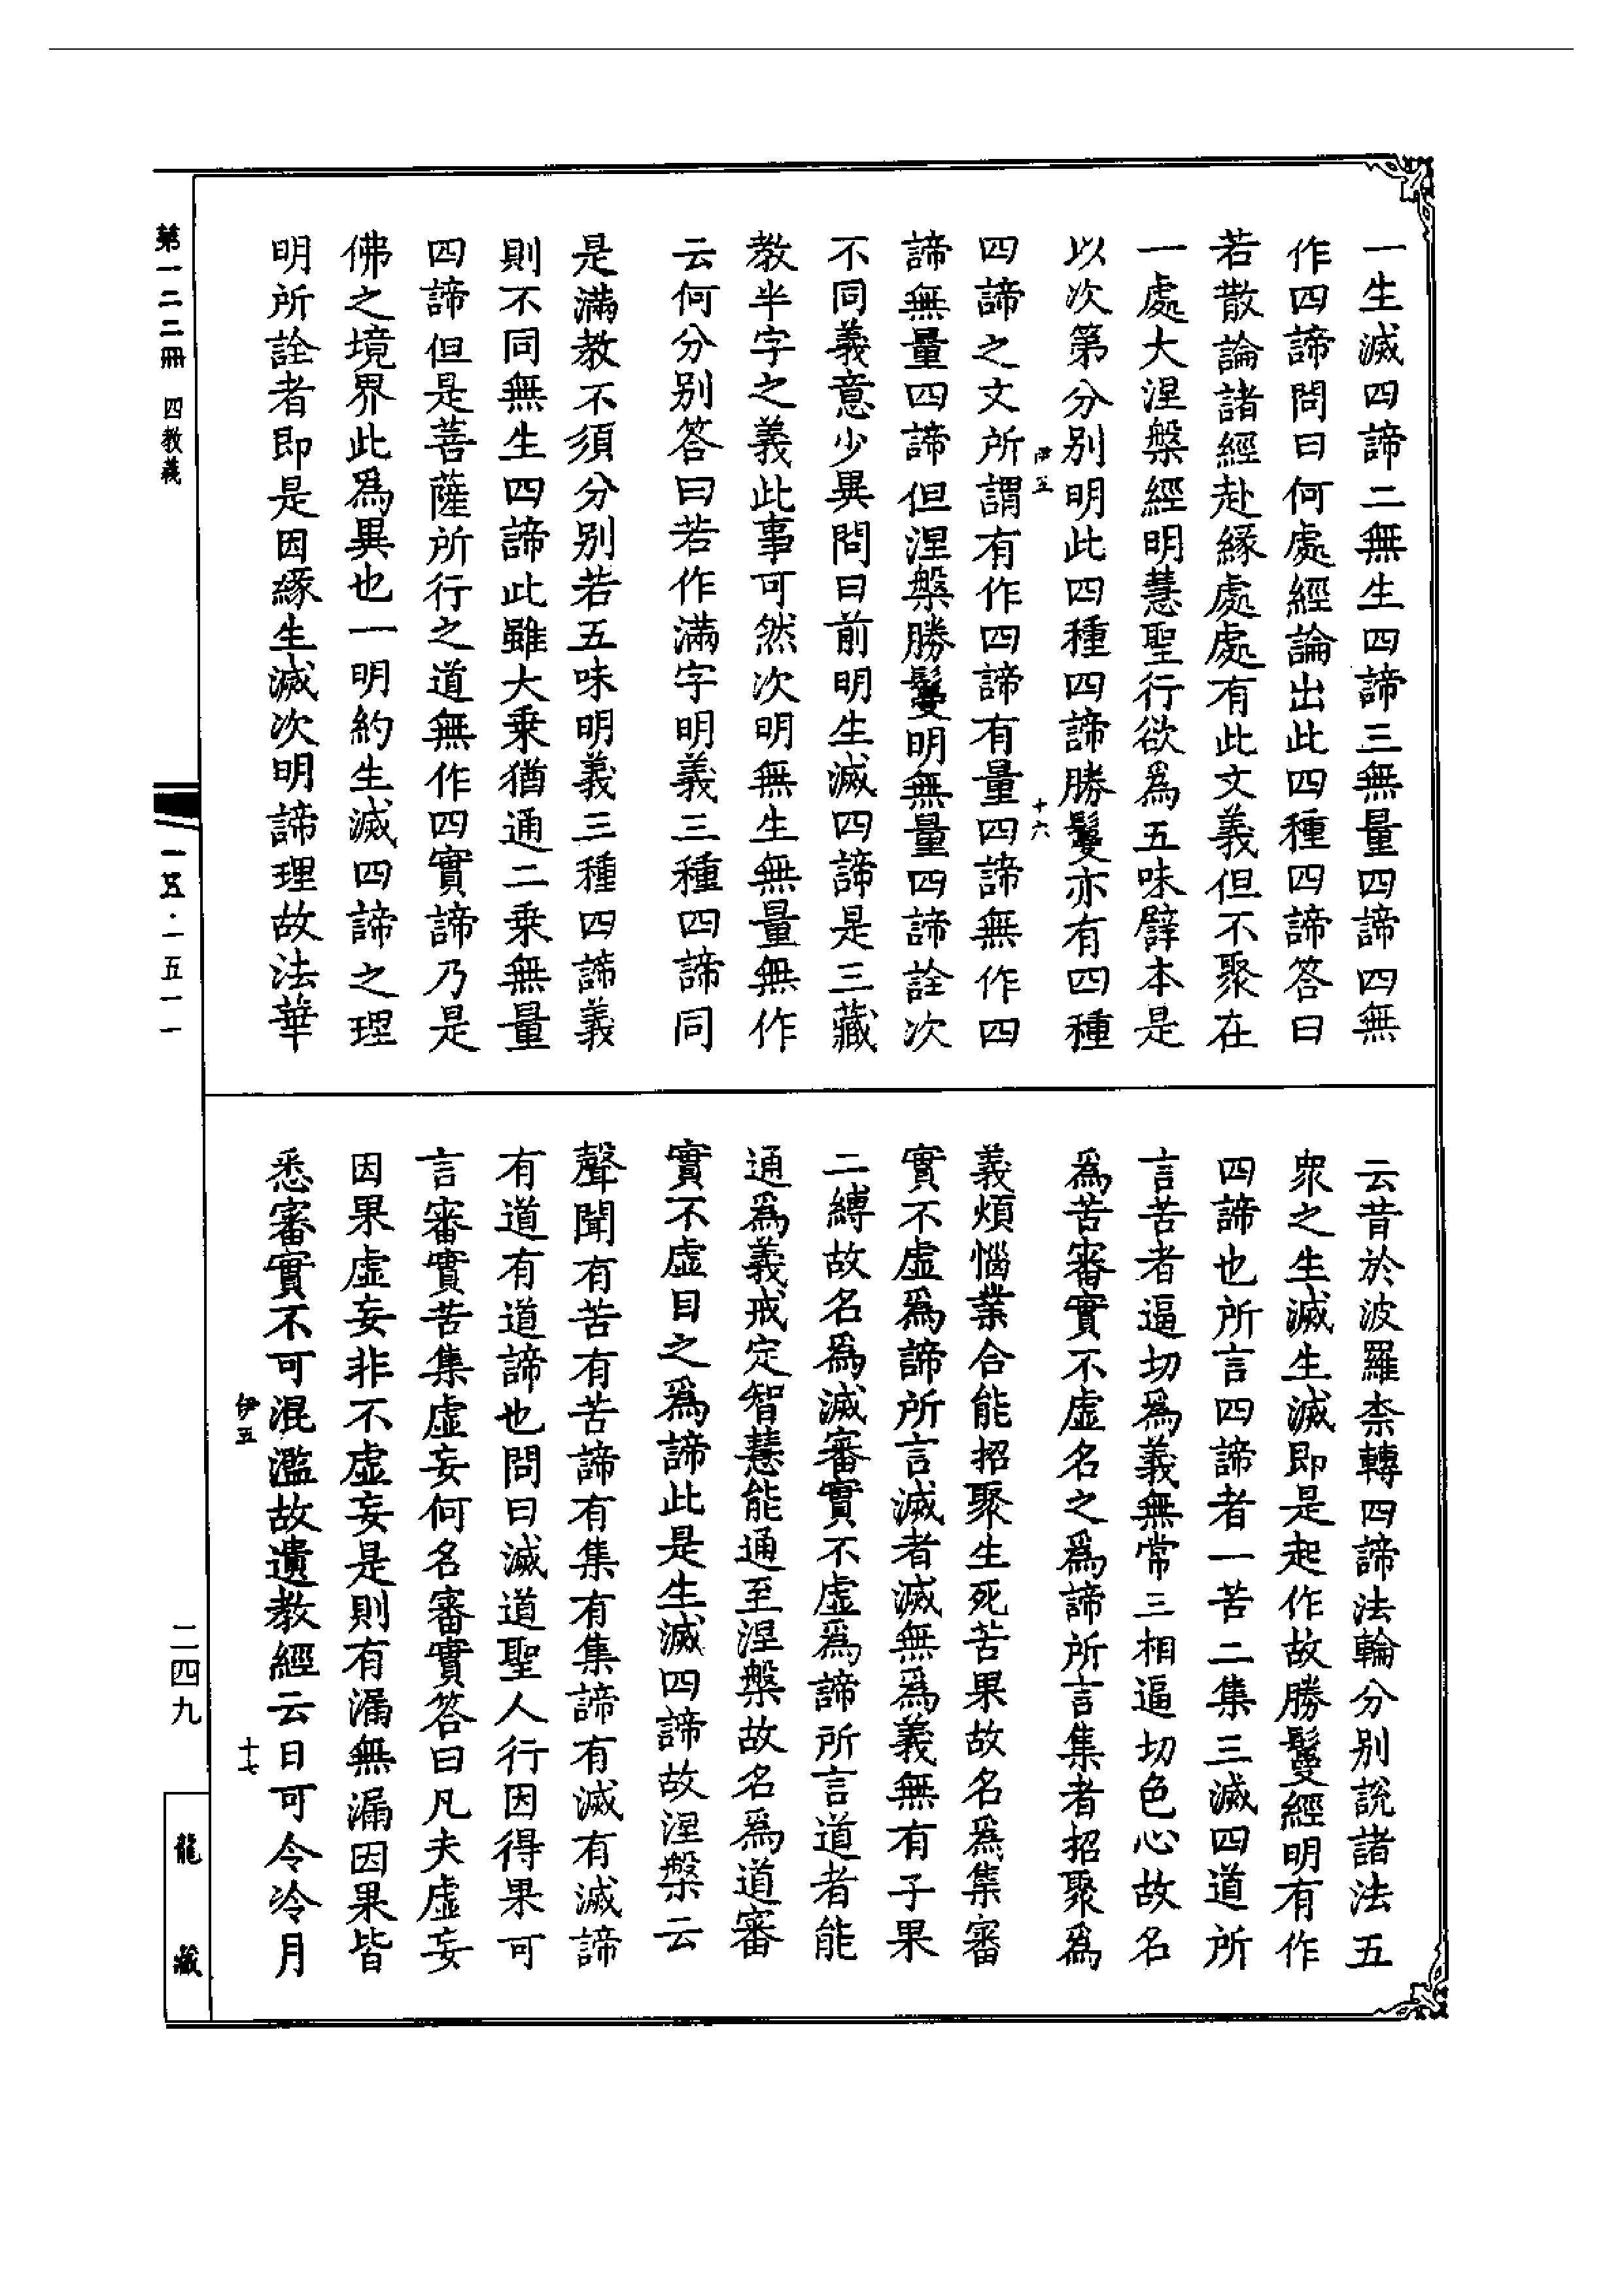 一生滅四諦二無生四諦三無量四諦四無
作四諦問曰何處經論出此四種四諦答曰
若散論諸經赴緣處處有此文義但不聚在
一處大涅槃經明慧聖行欲爲五味譬本是
以次第分別明此四種四諦勝鬘亦有四種
伊五
十六
四諦之文所謂有作四諦有量四諦無作四
諦無量四諦但涅槃勝鬘明無量四諦詮次
不同義意少異問曰前明生滅四諦是三藏
教半字之義此事可然次明無生無量無作
云何分別答曰若作滿字明義三種四諦同
是滿教不須分別若五味明義三種四諦義
則不同無生四諦此雖大乘猶通二乘無量
四諦但是菩薩所行之道無作四實諦乃是
佛之境界此爲異也一明約生滅四諦之理
明所詮者即是因緣生滅次明諦理故法華
云昔於波羅柰轉四諦法輪分別說諸法五
衆之生滅生滅即是起作故勝鬘經明有作
四諦也所言四諦者一苦二集三滅四道所
言苦者逼切爲義無常三相逼切色心故名
爲苦審實不虛名之爲諦所言集者招聚爲
義煩惱業合能招聚生死苦果故名爲集審
實不虛爲諦所言滅者滅無爲義無有子果
二縛故名爲滅審實不虛爲諦所言道者能
通爲義戒定智慧能通至涅槃故名爲道審
實不虛目之爲諦此是生滅四諦故涅槃云
聲聞有苦有苦諦有集有集諦有滅有滅諦
有道有道諦也問曰滅道聖人行因得果可
言審實苦集虛妄何名審實答曰凡夫虛妄
因果虛妄非不虛妄是則有漏無漏因果皆
悉審實不可混濫故遺教經云日可令冷月
伊五
十七
第一二二冊 四教義
一五‧一五一一
二四九
龍藏